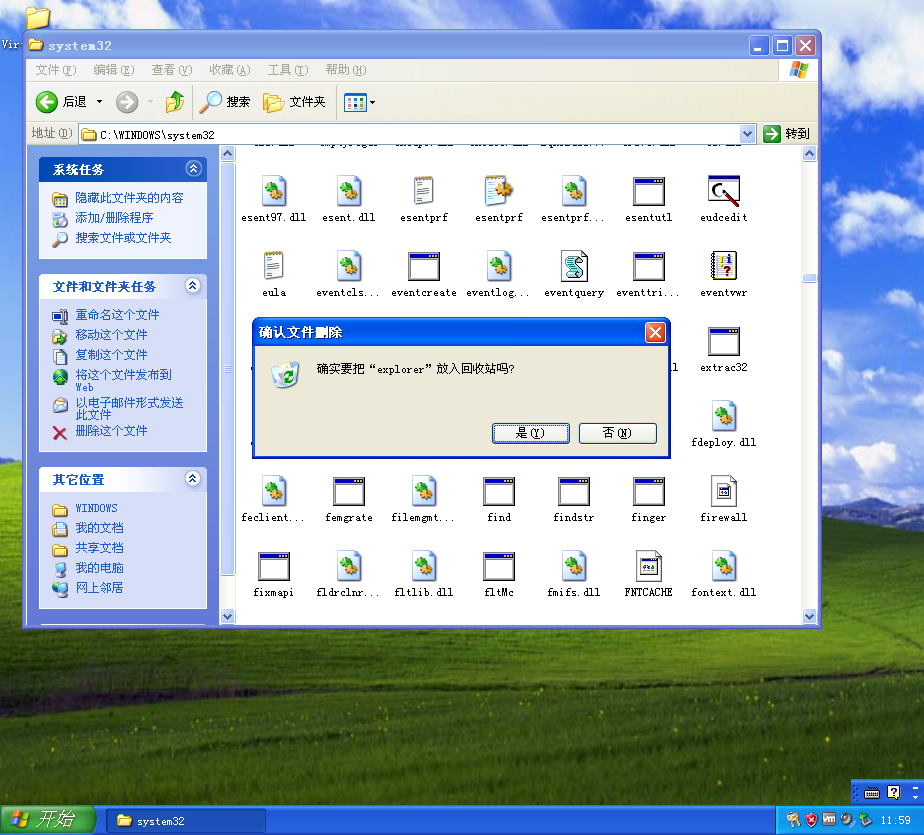 system32
文件(F) 编辑(E) 查看(V) 收藏(A) 工具(T) 帮助(H)
后退 搜索 文件夹
地址(D) C:\WINDOWS\system32 转到
系统任务
隐藏此文件夹的内容
添加/删除程序
搜索文件或文件夹
文件和文件夹任务
重命名这个文件
移动这个文件
复制这个文件
将这个文件发布到
Web
以电子邮件形式发送
此文件
删除这个文件
其它位置
WINDOWS
我的文档
共享文档
我的电脑
网上邻居
esent97.dll esent.dll esentprf esentprf esentprf... esentutl eudcedit
eula eventcls... eventcreate eventlog... eventquery eventtri... eventvwr
extrac32
fdeploy.dll
确认文件删除
确实要把“explorer”放入回收站吗?
是(Y) 否(N)
feclient... femgrate filemgmt... find findstr finger firewall
fixmapi fldrclnr... fltlib.dll fltMc fmifs.dll FNTCACHE fontext.dll
开始 system32 11:59